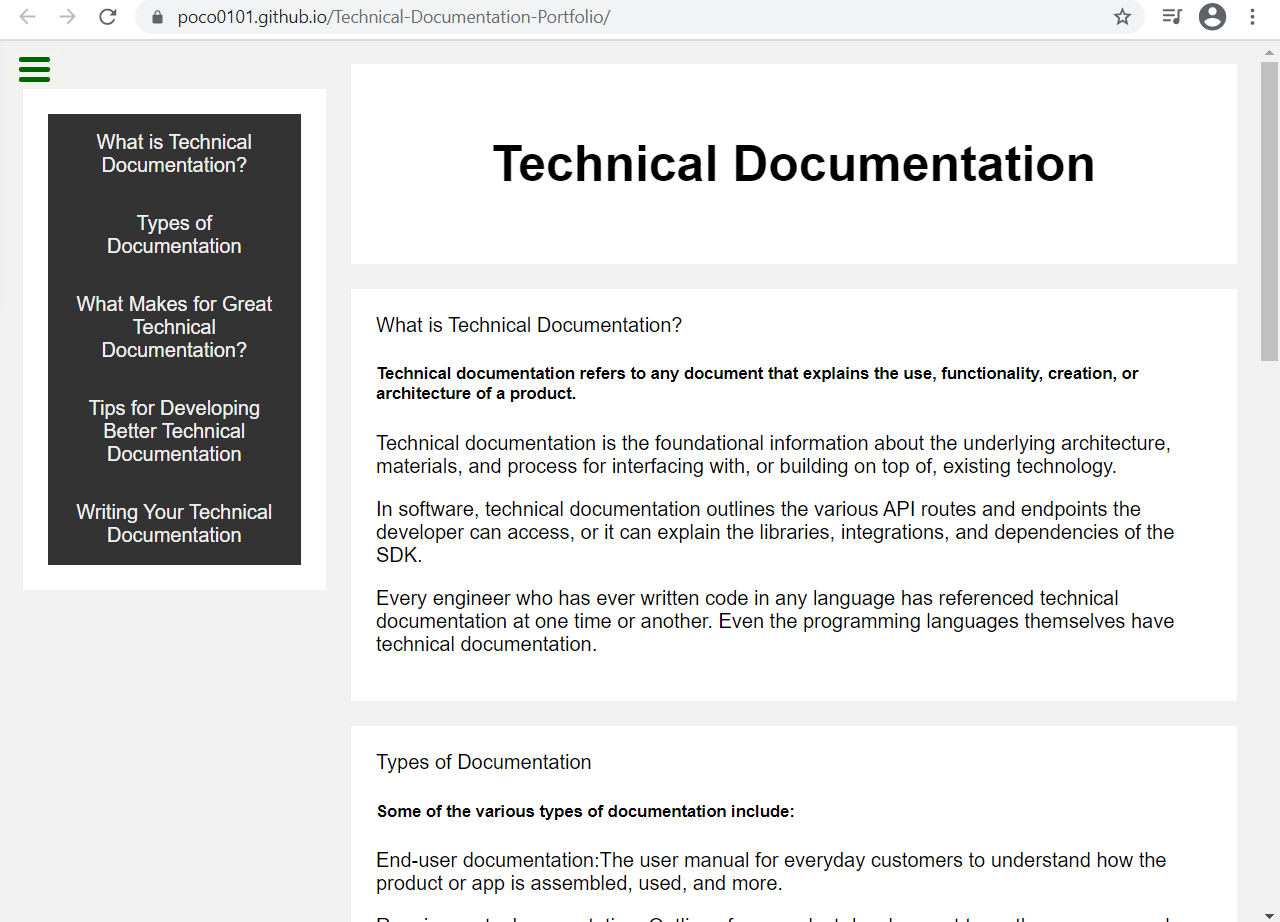 poco0101.github.io/Technical-Documentation-Portfolio/
What is Technical
Documentation?
Types of
Documentation
What Makes for Great
Technical
Documentation?
Tips for Developing
Better Technical
Documentation
Writing Your Technical
Documentation
Technical Documentation
What is Technical Documentation?
Technical documentation refers to any document that explains the use, functionality, creation, or
architecture of a product.
Technical documentation is the foundational information about the underlying architecture,
materials, and process for interfacing with, or building on top of, existing technology.
In software, technical documentation outlines the various API routes and endpoints the
developer can access, or it can explain the libraries, integrations, and dependencies of the
SDK.
Every engineer who has ever written code in any language has referenced technical
documentation at one time or another. Even the programming languages themselves have
technical documentation.
Types of Documentation
Some of the various types of documentation include:
End-user documentation:The user manual for everyday customers to understand how the
product or app is assembled, used, and more.